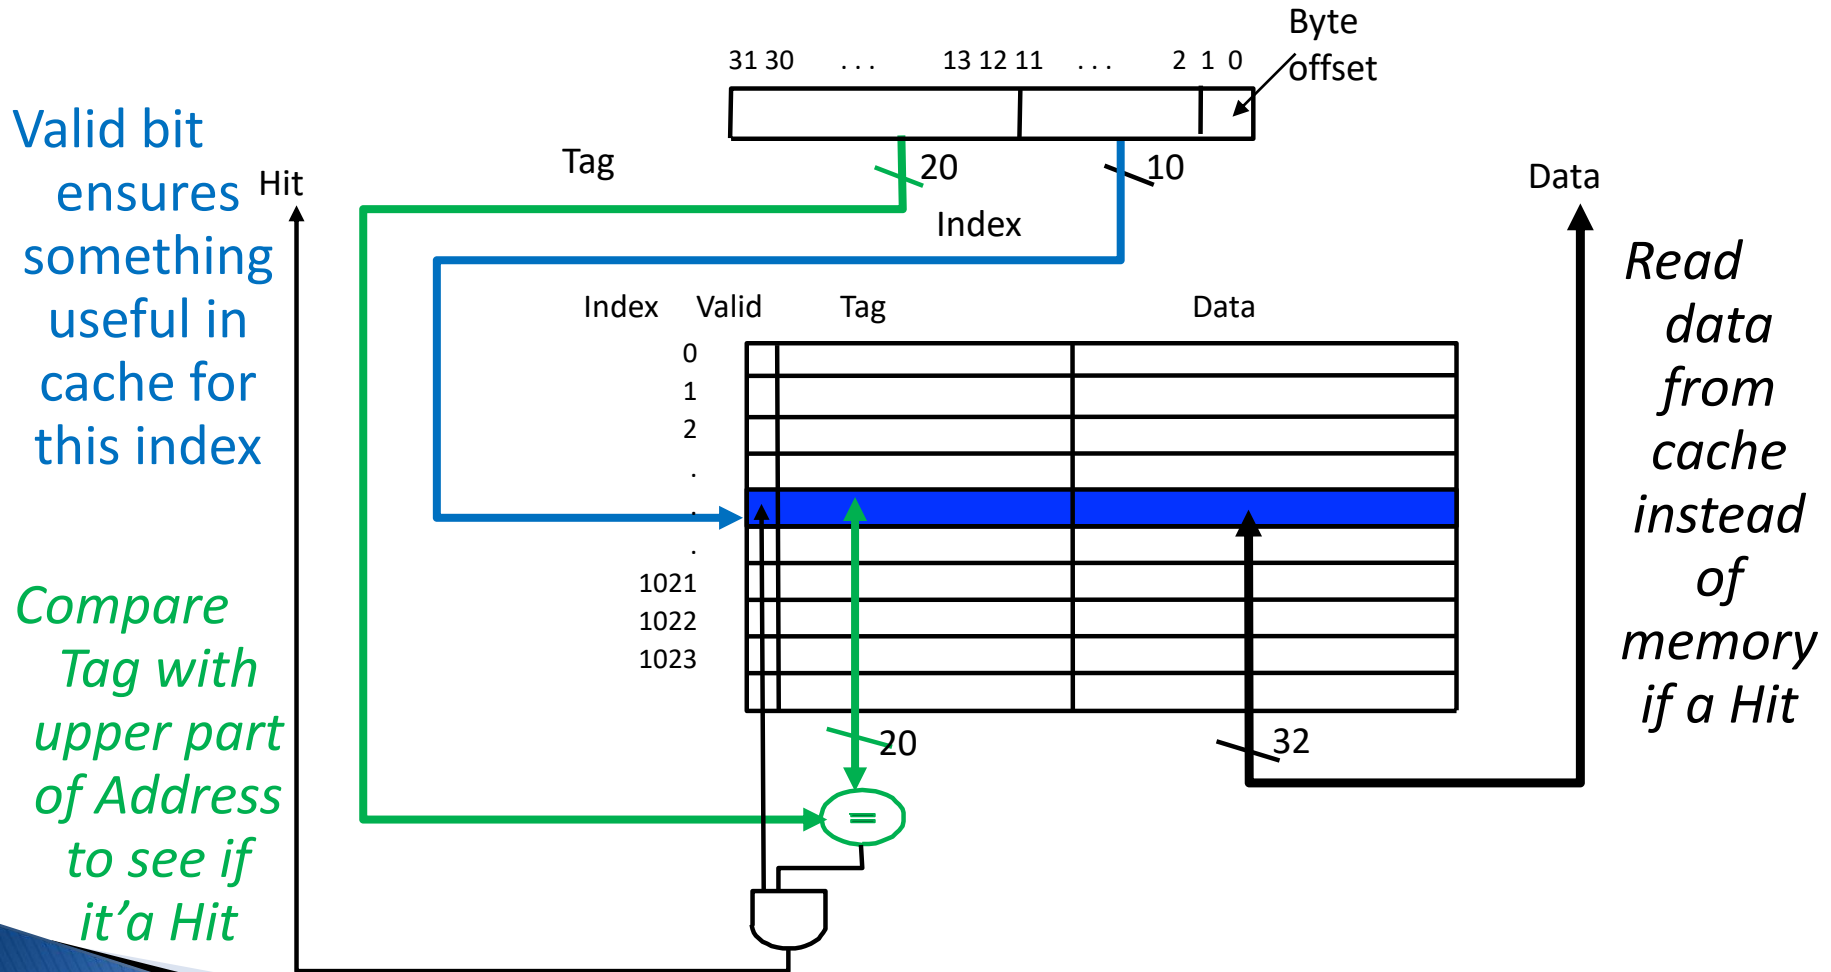 Byte
offset
31 30 . . . 13 12 11 . . . 2 1 0
Valid bit
ensures
something
useful in
cache for
this index
Hit
Tag
20
10
Index
Data
Read
data
from
cache
instead
of
memory
if a Hit
Index Valid Tag Data
0
1
2
.
.
.
1021
1022
1023
20
32
=
Compare
Tag with
upper part
of Address
to see if
it’a Hit